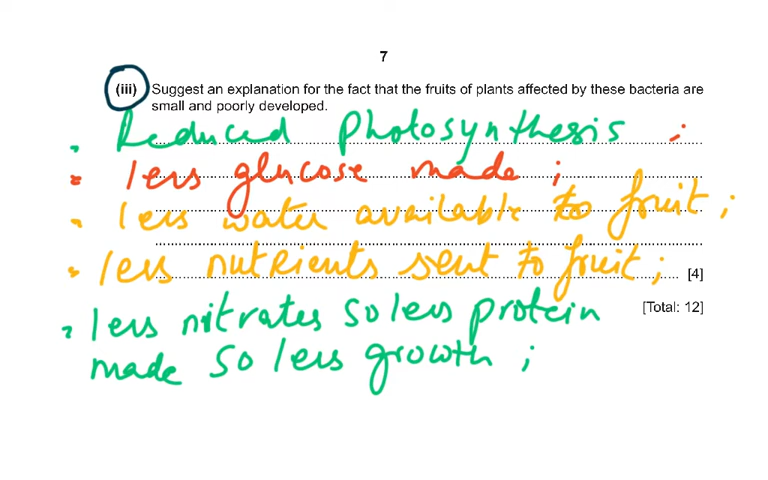 7
(iii) Suggest an explanation for the fact that the fruits of plants affected by these bacteria are
small and poorly developed.
Reduced Photosynthesis ;
less glucose made ;
less water available to fruit ;
less nutrients sent to fruit ; [4]
less nitrates so less protein [Total: 12]
made so less growth ;